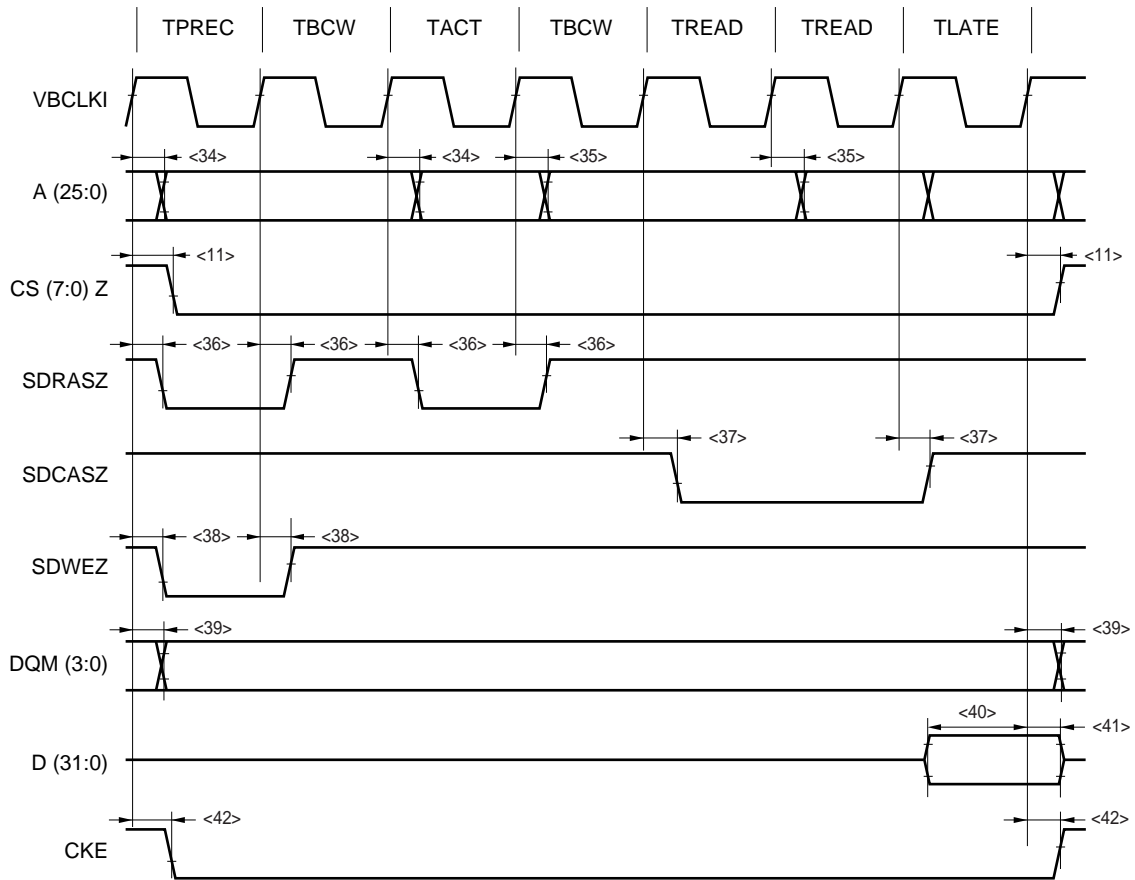 TPREC TBCW TACT TBCW TREAD TREAD TLATE
VBCLKI
<34> <34> <35> <35>
A (25:0)
<11> <11>
CS (7:0) Z
<36> <36> <36> <36>
SDRASZ
<37> <37>
SDCASZ
<38> <38>
SDWEZ
<39> <39>
DQM (3:0)
<40> <41>
D (31:0)
<42> <42>
CKE